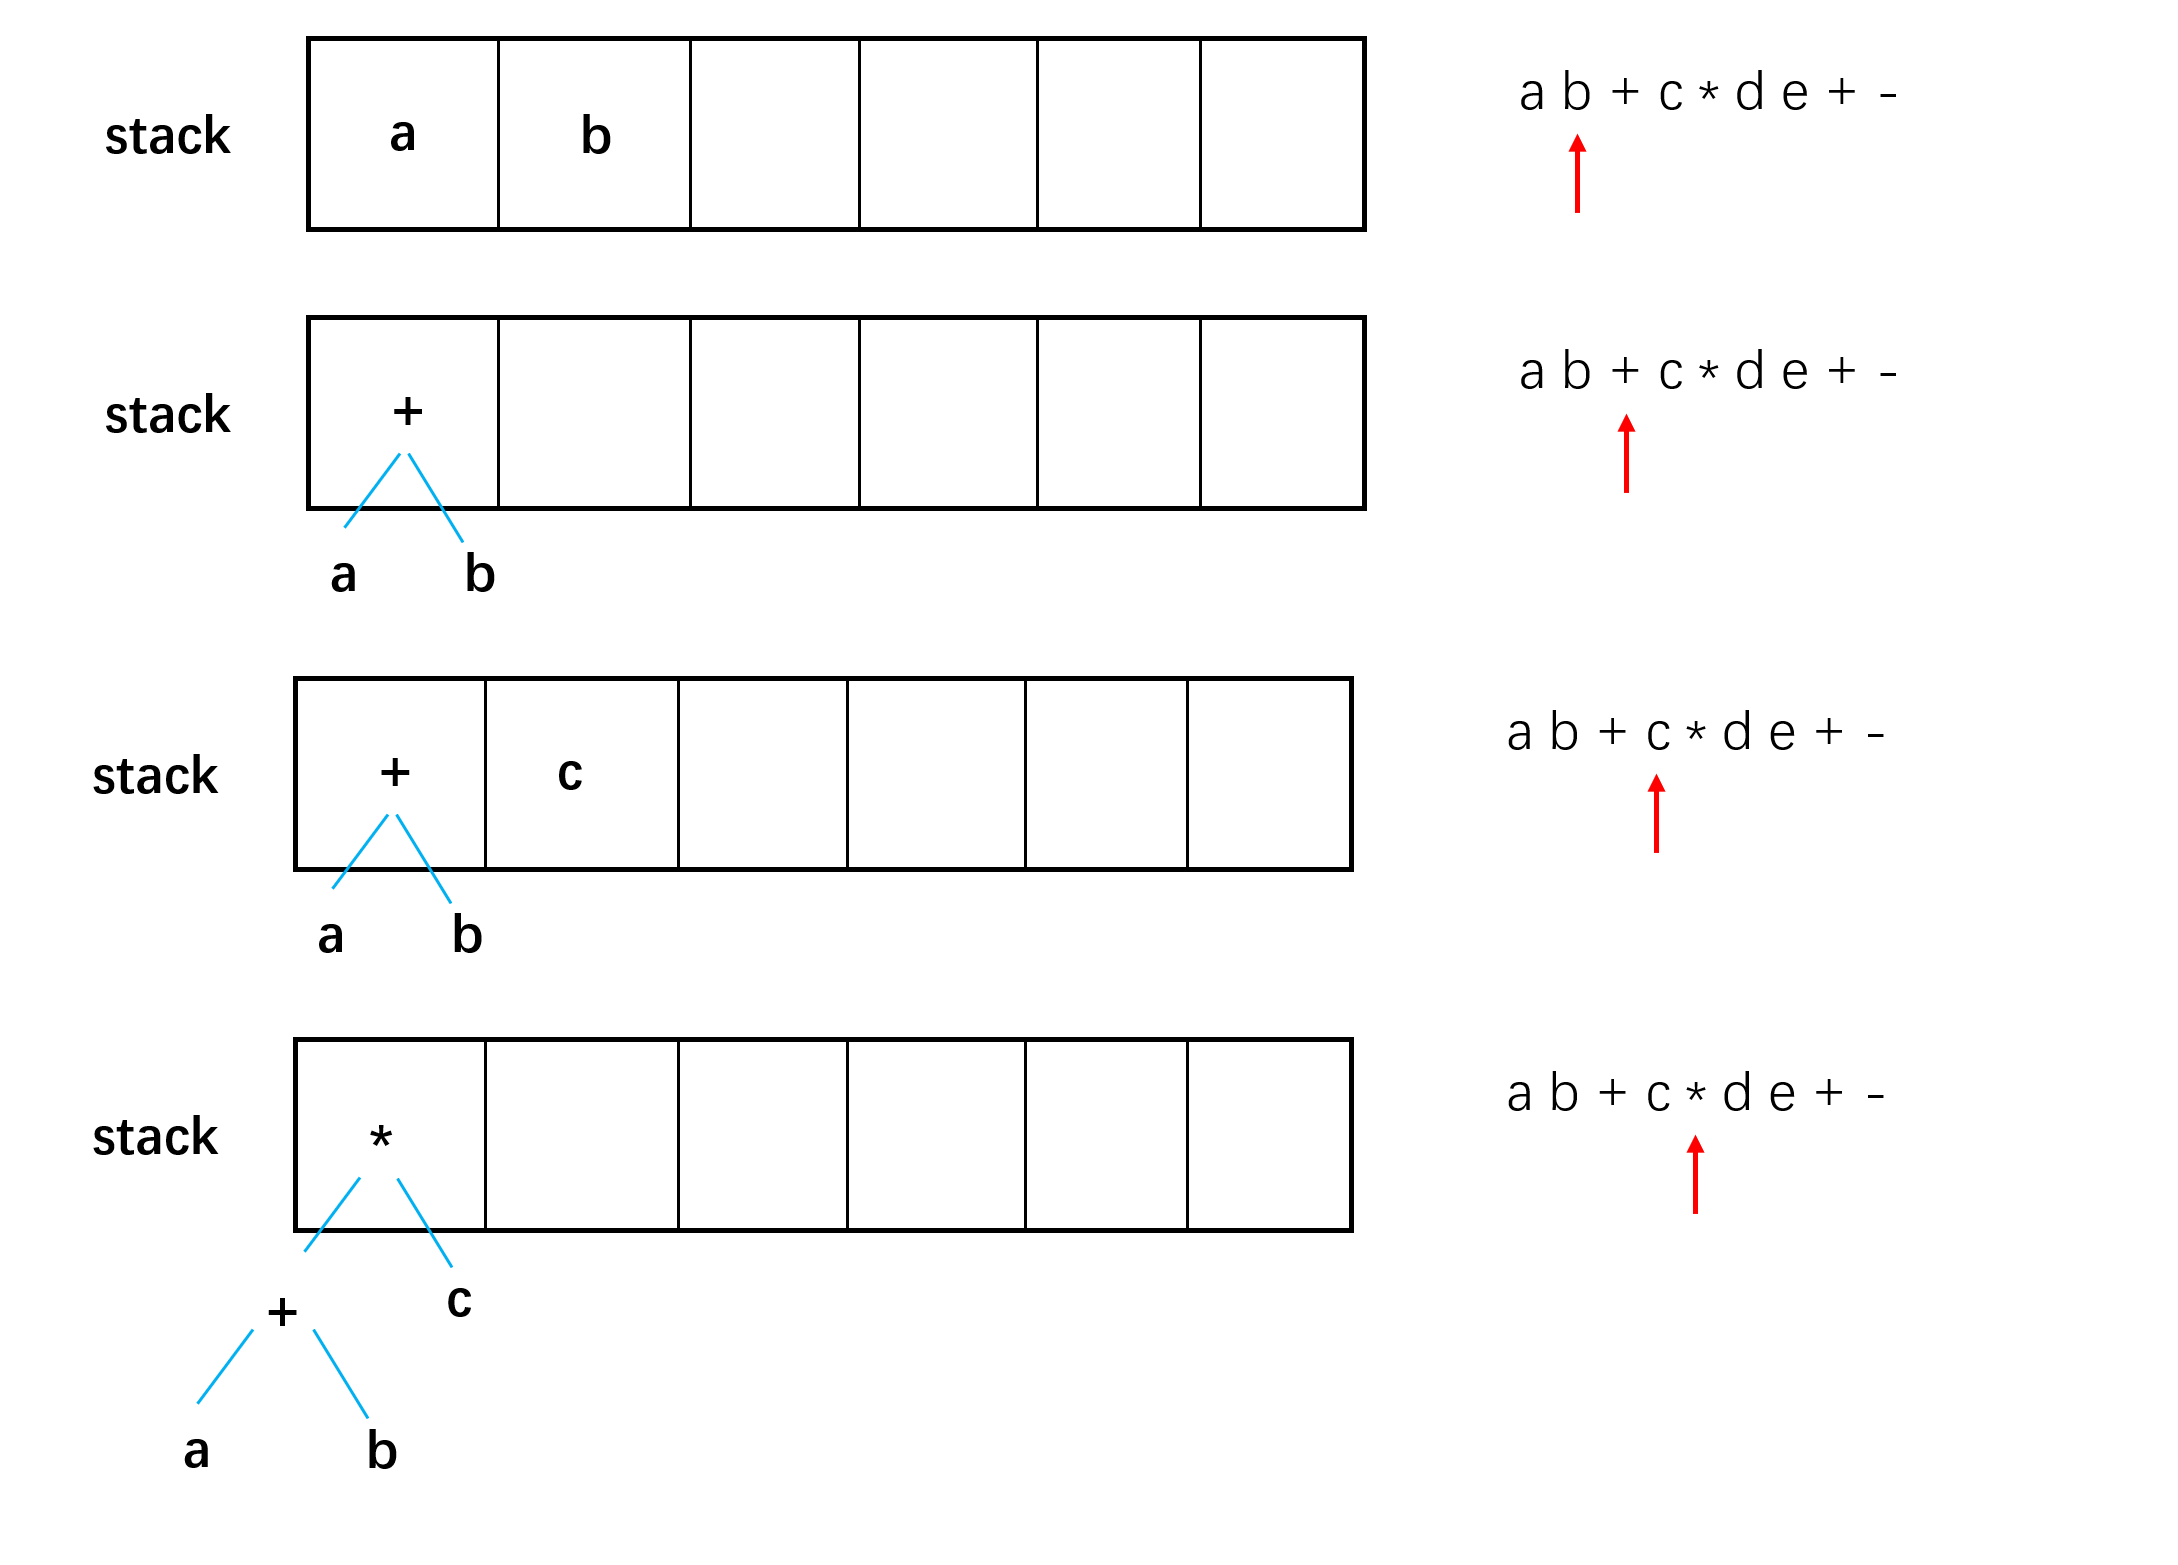 stack a b a b + c * d e + -
stack + a b + c * d e + -
a b
stack + c a b + c * d e + -
a b
stack * a b + c * d e + -
+ c
a b